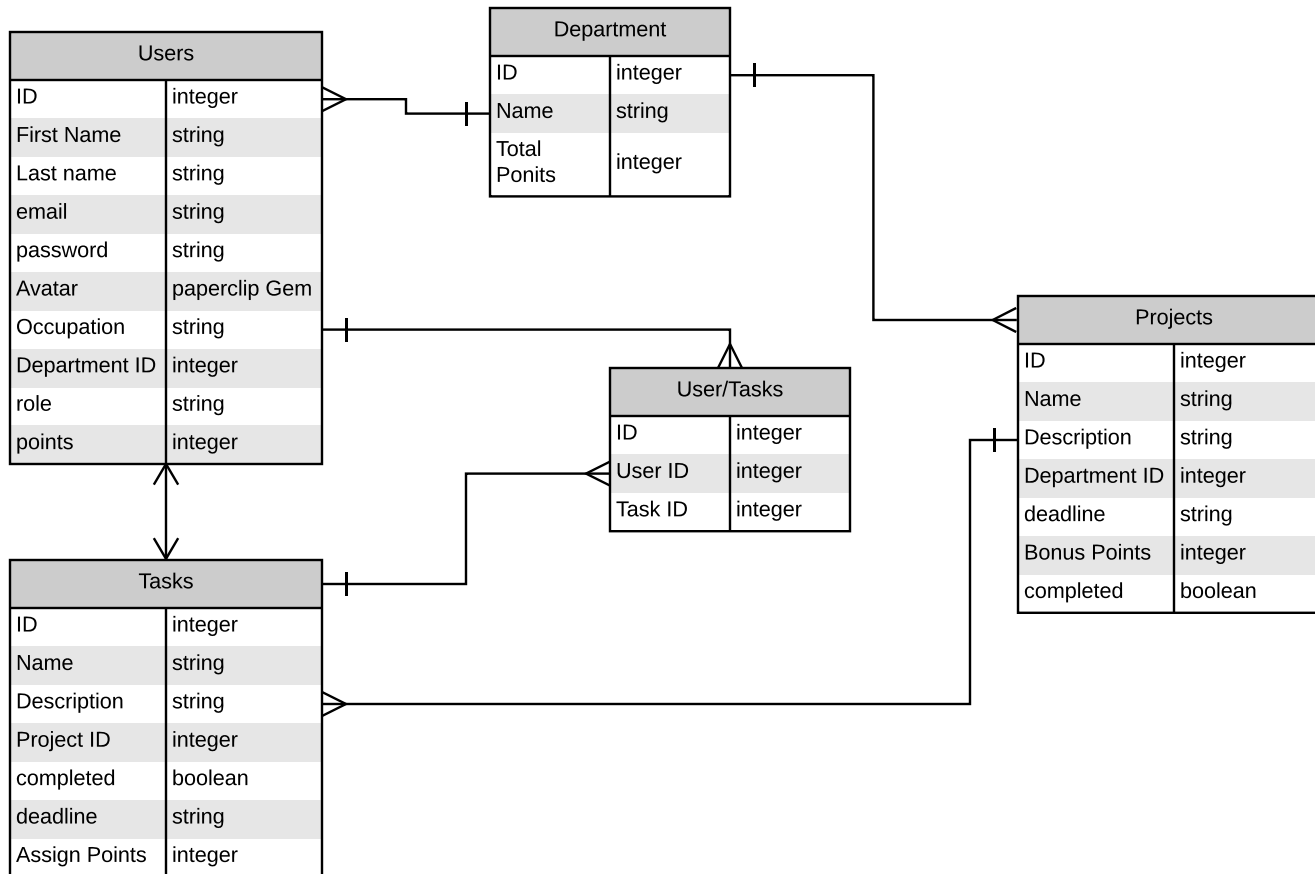 Users
ID integer
First Name string
Last name string
email string
password string
Avatar paperclip Gem
Occupation string
Department ID integer
role string
points integer
Department
ID integer
Name string
Total
Ponits integer
User/Tasks
ID integer
User ID integer
Task ID integer
Projects
ID integer
Name string
Description string
Department ID integer
deadline string
Bonus Points integer
completed boolean
Tasks
ID integer
Name string
Description string
Project ID integer
completed boolean
deadline string
Assign Points integer